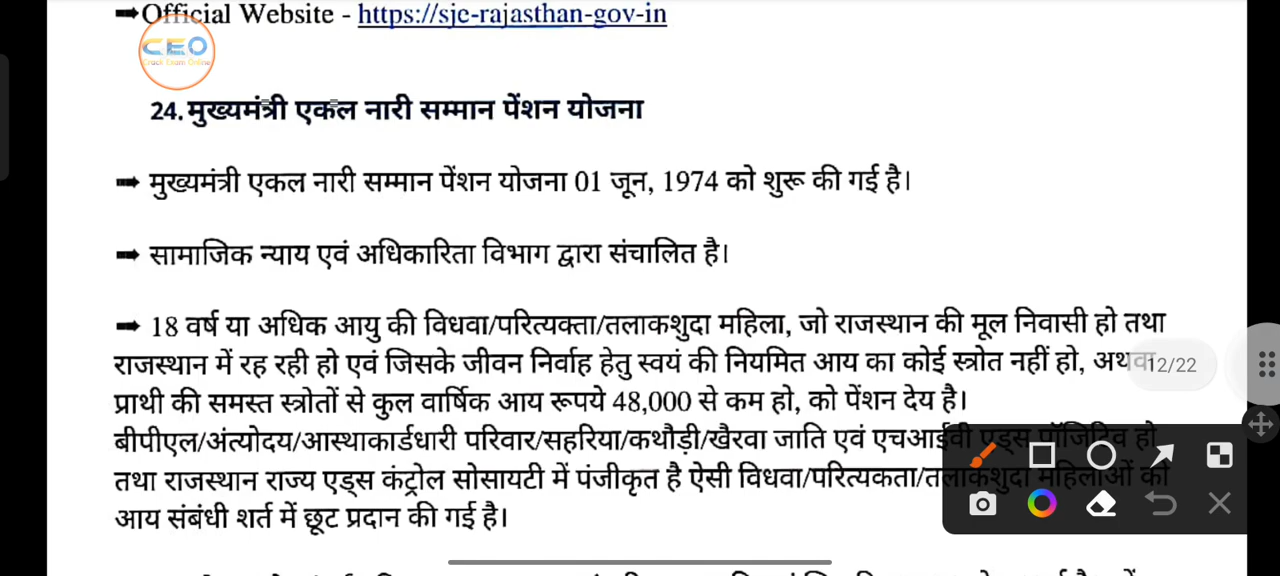 ➡Official Website - https://sje-rajasthan-gov-in
CEO
Crack Exam Online
24. मुख्यमंत्री एकल नारी सम्मान पेंशन योजना
➡ मुख्यमंत्री एकल नारी सम्मान पेंशन योजना 01 जून, 1974 को शुरू की गई है।
➡ सामाजिक न्याय एवं अधिकारिता विभाग द्वारा संचालित है।
➡ 18 वर्ष या अधिक आयु की विधवा/परित्यक्ता/तलाकशुदा महिला, जो राजस्थान की मूल निवासी हो तथा
राजस्थान में रह रही हो एवं जिसके जीवन निर्वाह हेतु स्वयं की नियमित आय का कोई स्त्रोत नहीं हो, अथवा
12/22
प्रार्थी की समस्त स्त्रोतों से कुल वार्षिक आय रूपये 48,000 से कम हो, को पेंशन देय है।
बीपीएल/अंत्योदय/आस्थाकार्डधारी परिवार/सहरिया/कथौड़ी/खैरवा जाति एवं एचआईवी एड्स पॉजिटिव हो
तथा राजस्थान राज्य एड्स कंट्रोल सोसायटी में पंजीकृत है ऐसी विधवा/परित्यकता/तलाकशुदा महिलाओं की
आय संबंधी शर्त में छूट प्रदान की गई है।